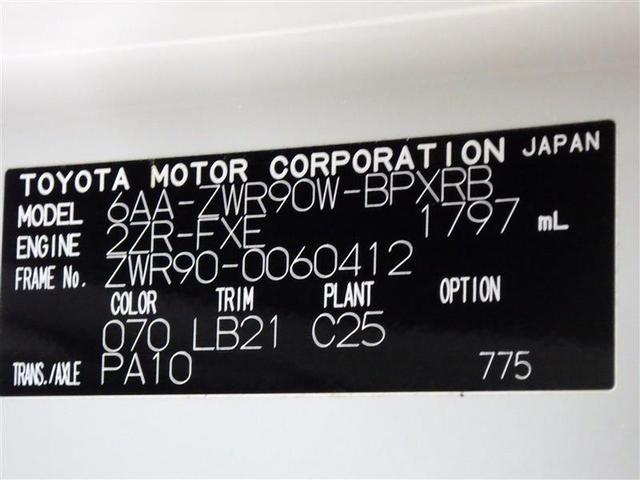 TOYOTA MOTOR CORPORATION JAPAN
MODEL 6AA-ZWR90W-BPXRB
ENGINE 2ZR-FXE 1797 mL
FRAME No. ZWR90-0060412
COLOR TRIM PLANT OPTION
070 LB21 C25
TRANS./AXLE PA10 775